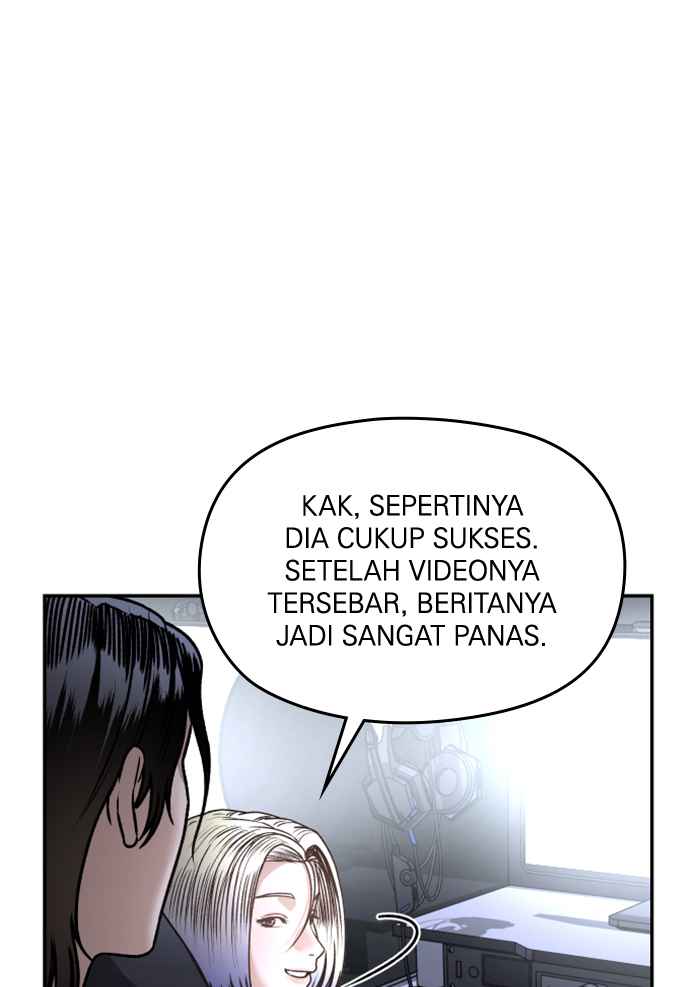 KAK, SEPERTINYA
DIA CUKUP SUKSES.
SETELAH VIDEONYA
TERSEBAR, BERITANYA
JADI SANGAT PANAS.